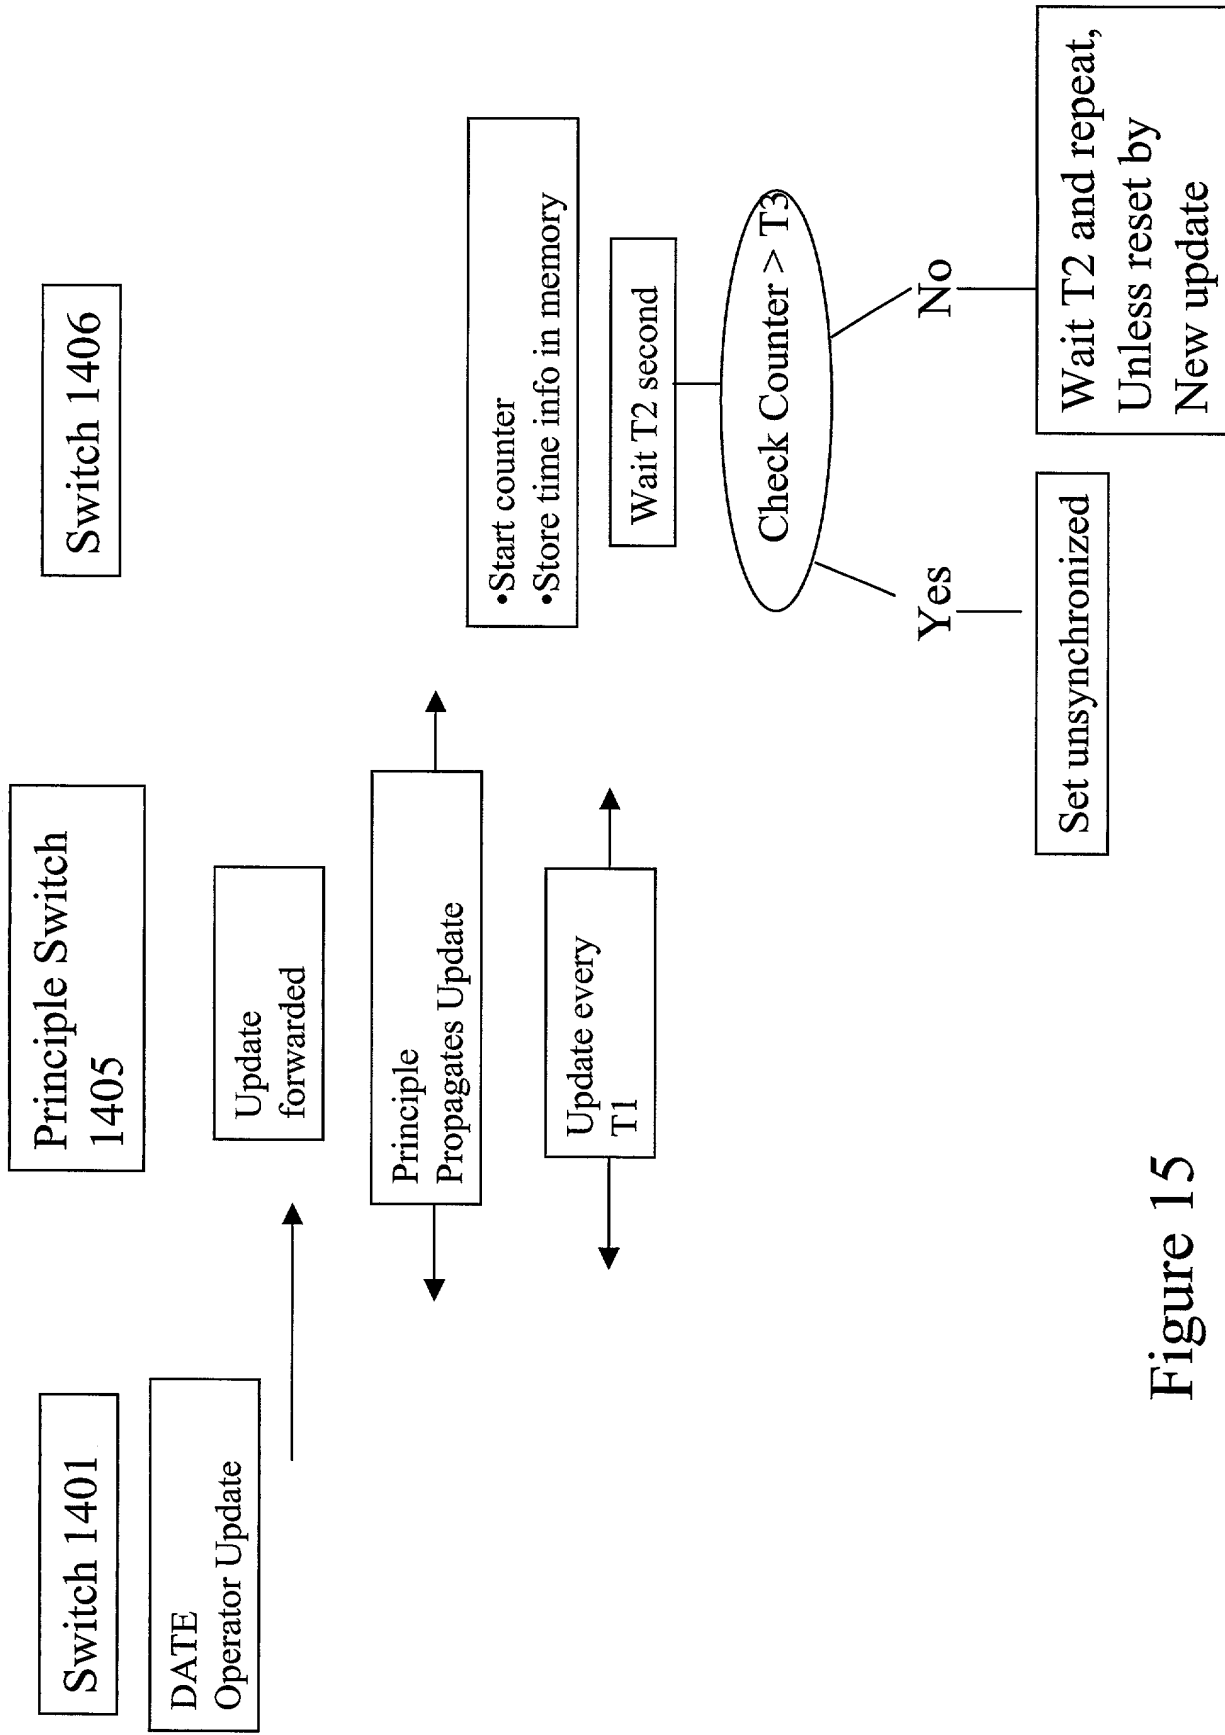 Switch 1401
Principle Switch
1405
Switch 1406
DATE
Operator Update
Update
forwarded
Principle
Propagates Update
Update every
T1
•Start counter
•Store time info in memory
Wait T2 second
Check Counter > T3
Yes
No
Set unsynchronized
Wait T2 and repeat,
Unless reset by
New update
Figure 15